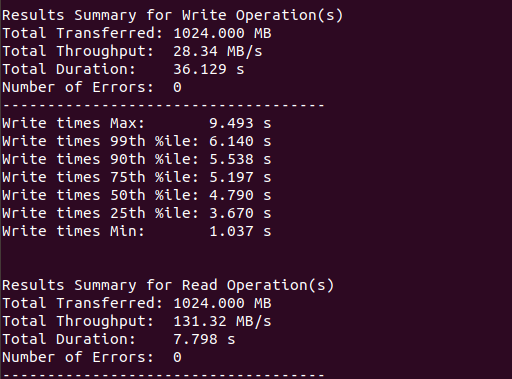 Results Summary for Write Operation(s)
Total Transferred: 1024.000 MB
Total Throughput:  28.34 MB/s
Total Duration:    36.129 s
Number of Errors:  0
------------------------------------
Write times Max:       9.493 s
Write times 99th %ile: 6.140 s
Write times 90th %ile: 5.538 s
Write times 75th %ile: 5.197 s
Write times 50th %ile: 4.790 s
Write times 25th %ile: 3.670 s
Write times Min:       1.037 s
Results Summary for Read Operation(s)
Total Transferred: 1024.000 MB
Total Throughput:  131.32 MB/s
Total Duration:    7.798 s
Number of Errors:  0
------------------------------------